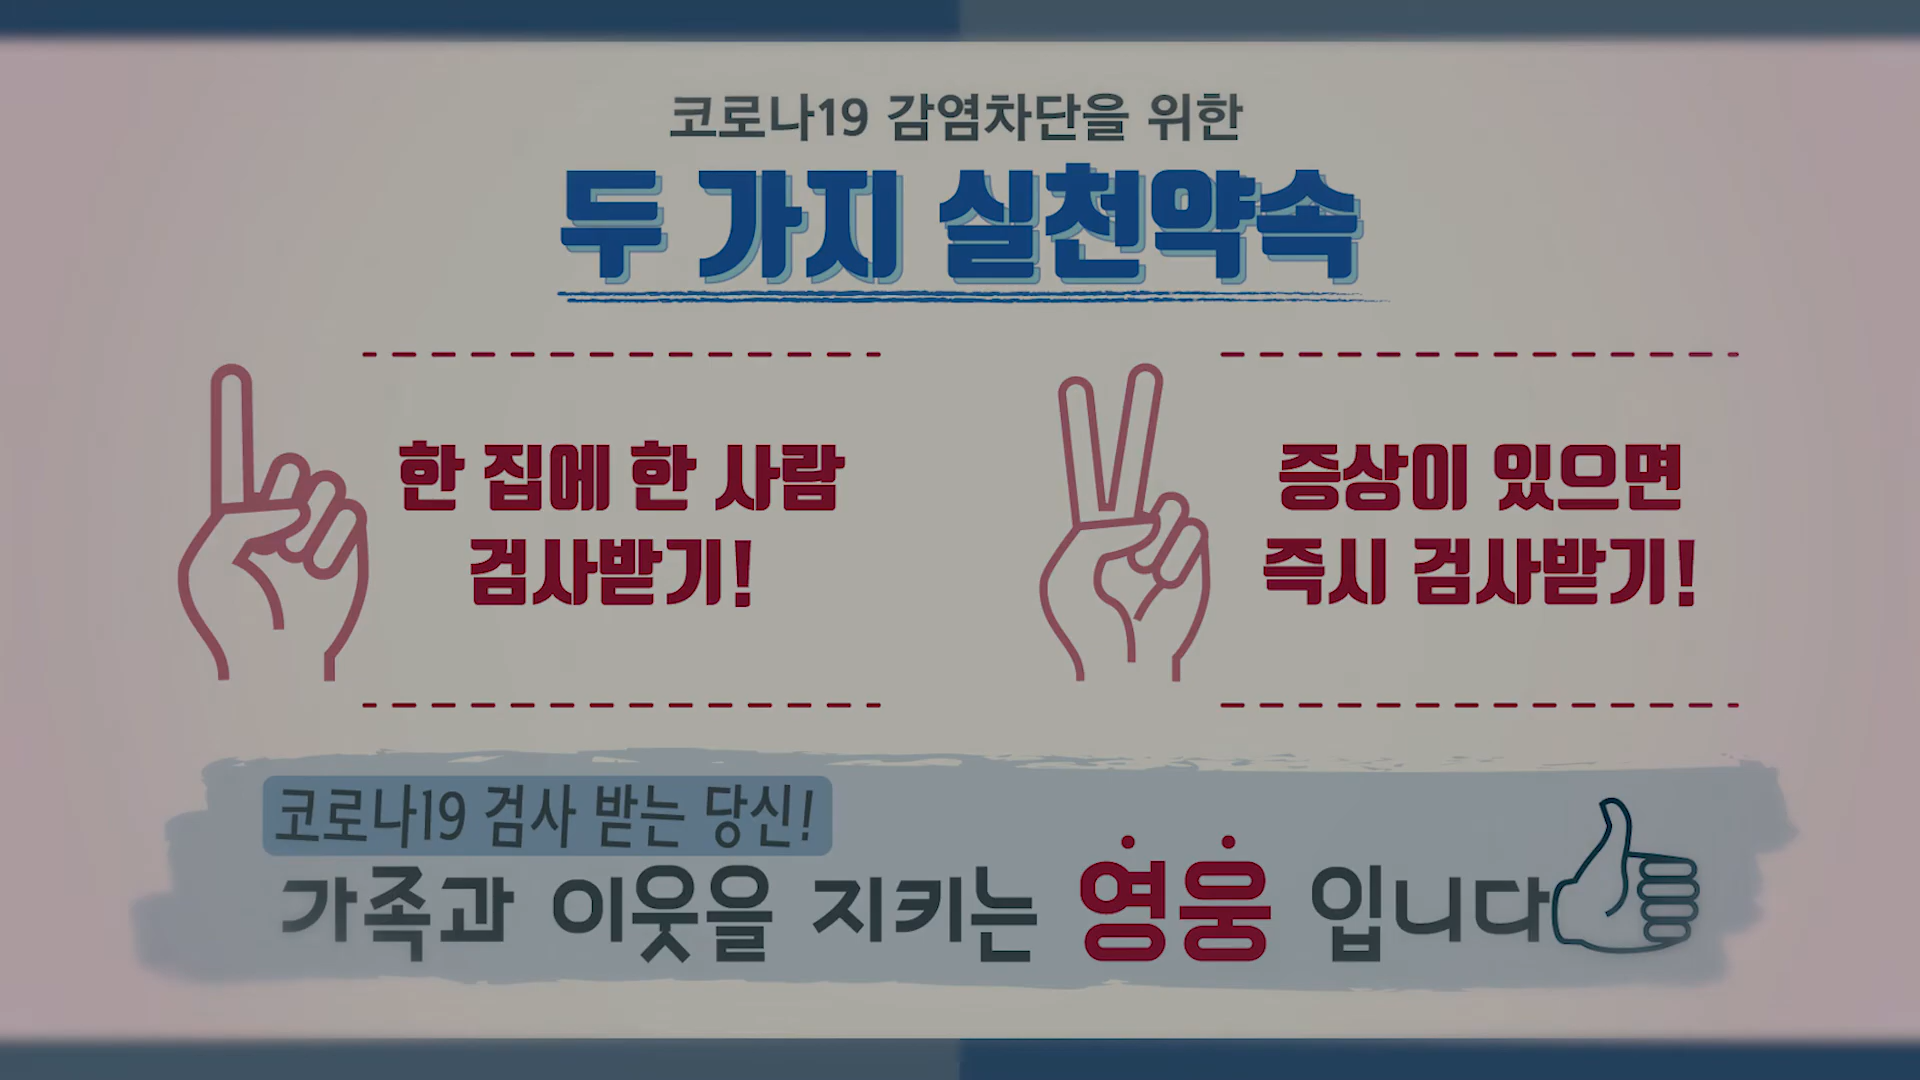 코로나19 감염차단을 위한
두 가지 실천약속
한 집에 한 사람
검사받기!
증상이 있으면
즉시 검사받기!
코로나19 검사 받는 당신!
가족과 이웃을 지키는 영웅 입니다